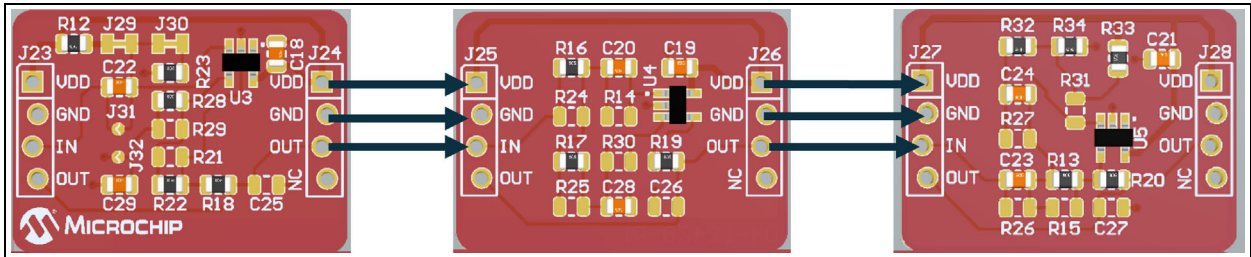 R12 J29 J30
J23
VDD
GND
IN
OUT
C22
J31
J32
C29
R23
R28
R29
R21
R22
R18
C25
U3
C18
J24
VDD
GND
OUT
NC
MICROCHIP
J25
VDD
GND
IN
OUT
R16 C20 C19
R24 R14
U4
R17 R30 R19
R25 C28 C26
J26
VDD
GND
OUT
NC
J27
VDD
GND
IN
OUT
R32 R34 R33 C21
C24
R31
R27
U5
C23 R13
R20
R26 R15 C27
J28
VDD
GND
OUT
NC